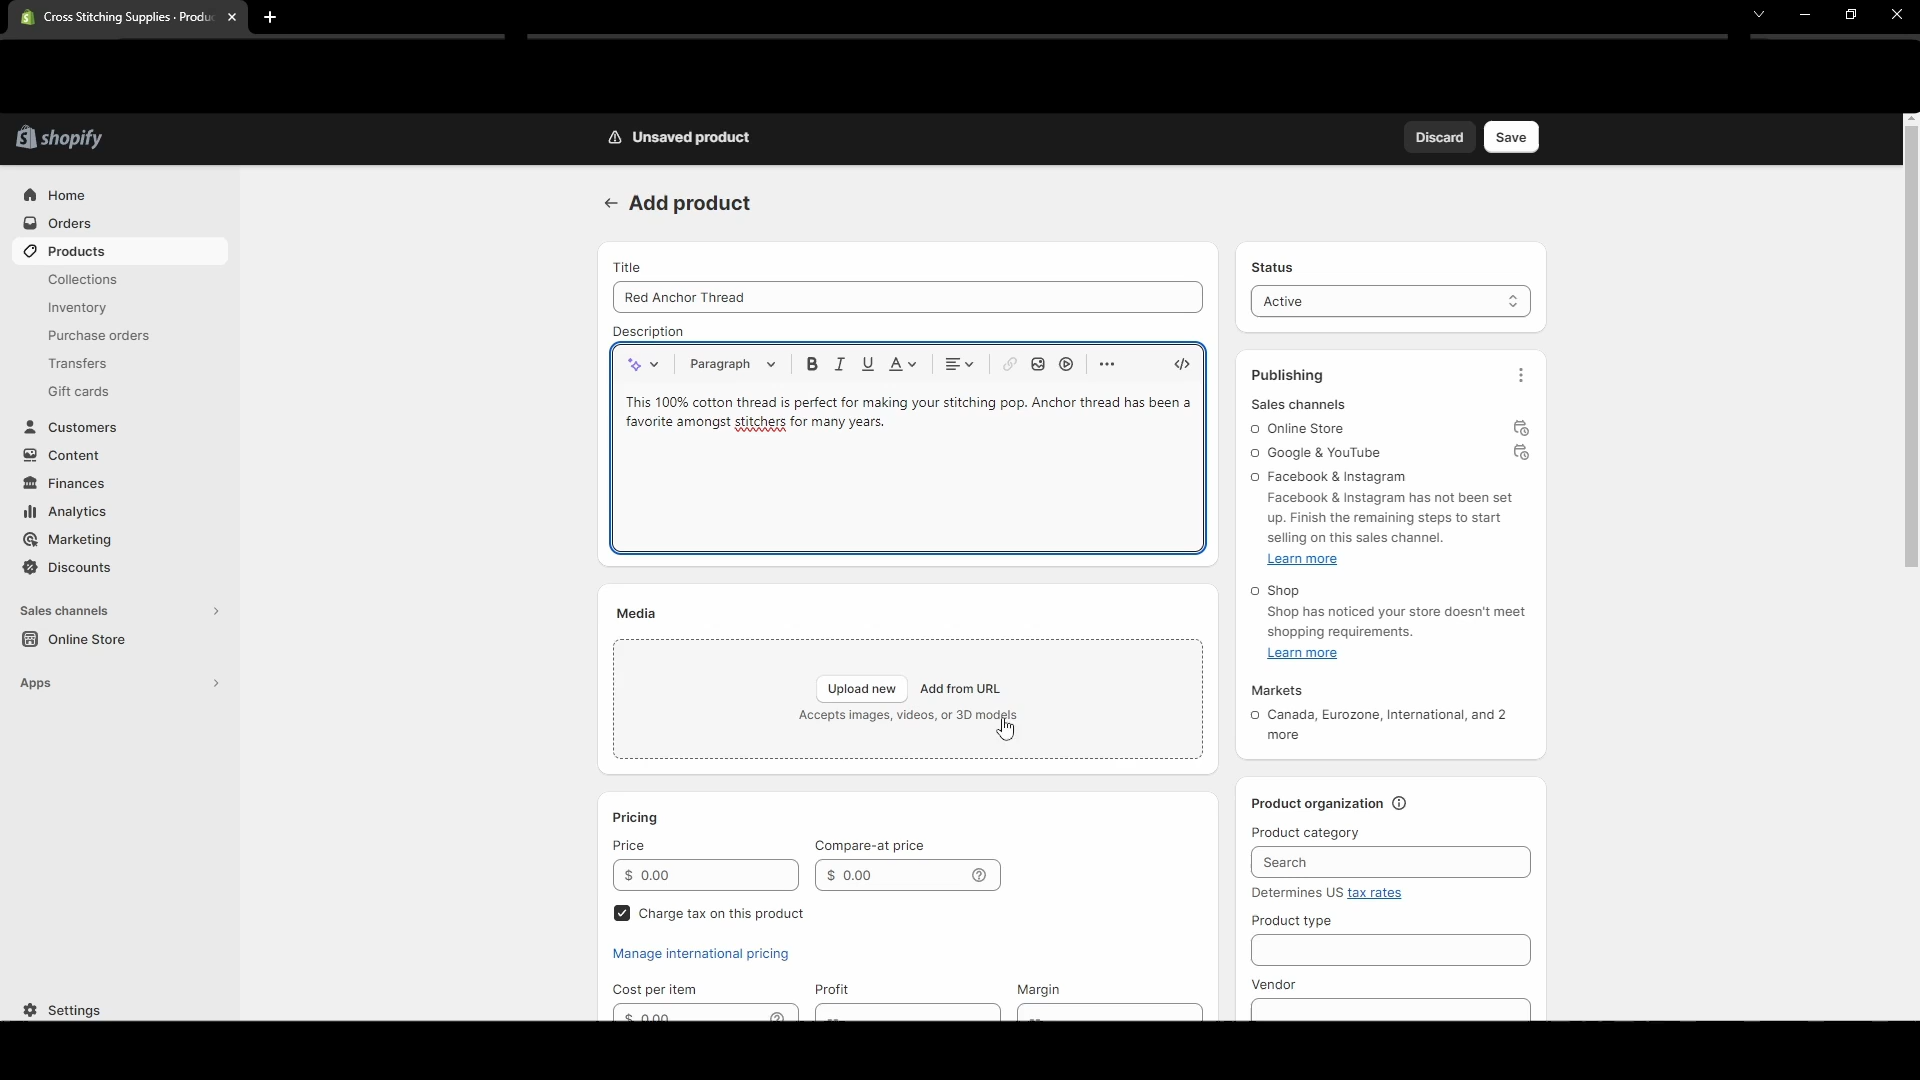 Cross Stitching Supplies · Produ
shopify
Unsaved product
Discard
Save
Home
Orders
Products
Collections
Inventory
Purchase orders
Transfers
Gift cards
Customers
Content
Finances
Analytics
Marketing
Discounts
Sales channels
Online Store
Apps
Settings
Add product
Title
Red Anchor Thread
Description
Paragraph
B I U A
This 100% cotton thread is perfect for making your stitching pop. Anchor thread has been a
favorite amongst stitchers for many years.
Media
Upload new Add from URL
Accepts images, videos, or 3D models
Pricing
Price
Compare-at price
$ 0.00
$ 0.00
Charge tax on this product
Manage international pricing
Cost per item
Profit
Margin
$ 0.00
--
--
Status
Active
Publishing
Sales channels
Online Store
Google & YouTube
Facebook & Instagram
Facebook & Instagram has not been set
up. Finish the remaining steps to start
selling on this sales channel.
Learn more
Shop
Shop has noticed your store doesn't meet
shopping requirements.
Learn more
Markets
Canada, Eurozone, International, and 2
more
Product organization
Product category
Search
Determines US tax rates
Product type
Vendor